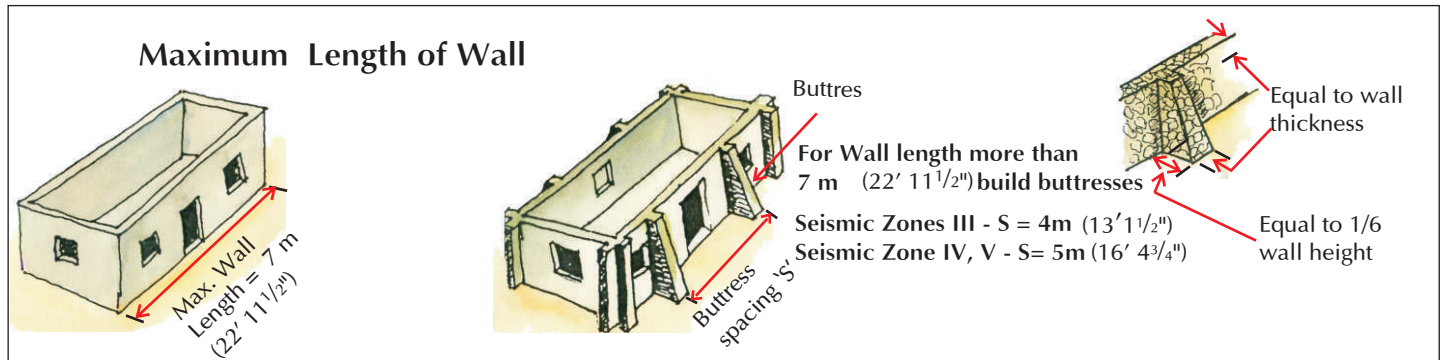 Maximum Length of Wall
Max. Wall
Length = 7 m
(22' 11 1/2")
Buttres
For Wall length more than
7 m (22' 11 1/2") build buttresses
Seismic Zones III - S = 4m (13'1 1/2")
Seismic Zone IV, V - S= 5m (16' 4 3/4")
Buttress
spacing 'S'
Equal to wall
thickness
Equal to 1/6
wall height